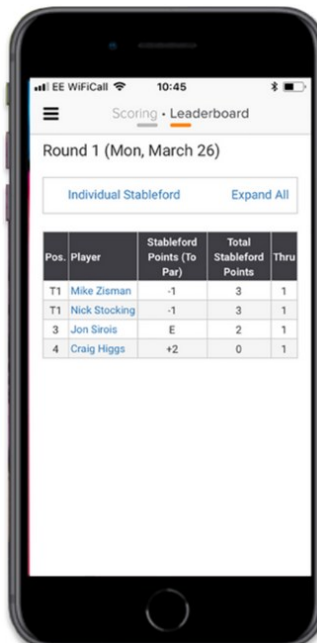 EE WiFiCall 10:45
Scoring · Leaderboard
Round 1 (Mon, March 26)
Individual Stableford Expand All
Pos. Player Stableford Points (To Par) Total Stableford Points Thru
T1 Mike Zisman -1 3 1
T1 Nick Stocking -1 3 1
3 Jon Sirois E 2 1
4 Craig Higgs +2 0 1